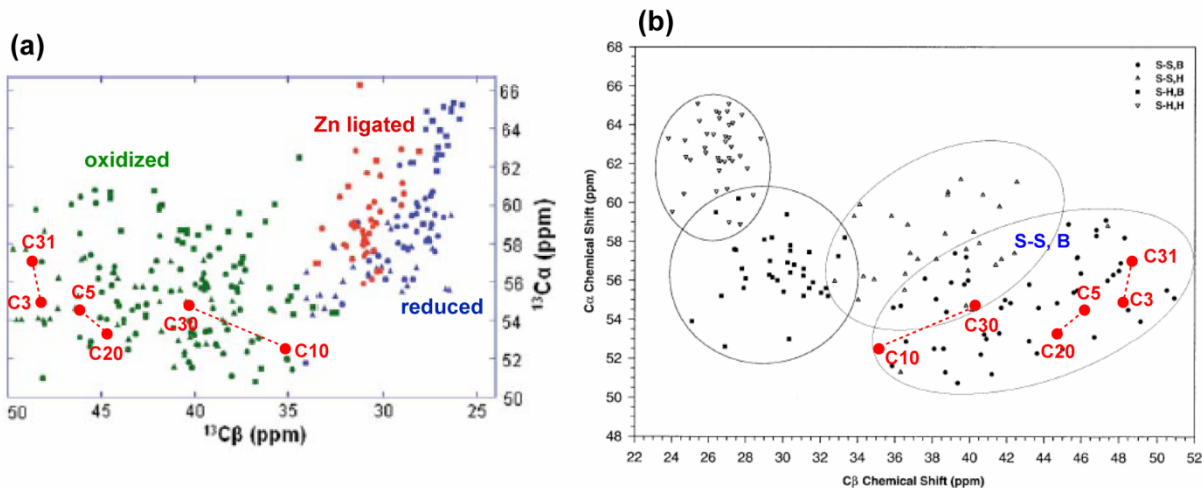 (a)
oxidized
Zn ligated
reduced
C31
C3
C5
C20
C30
C10
66
64
62
60
58
56
54
52
50
¹³Cα (ppm)
50 45 40 35 30 25
¹³Cβ (ppm)
(b)
68
66
64
62
60
58
56
54
52
50
48
Cα Chemical Shift (ppm)
S-S,B
S-S,H
S-H,B
S-H,H
S-S, B
C31
C5
C3
C30
C20
C10
22 24 26 28 30 32 34 36 38 40 42 44 46 48 50 52
Cβ Chemical Shift (ppm)